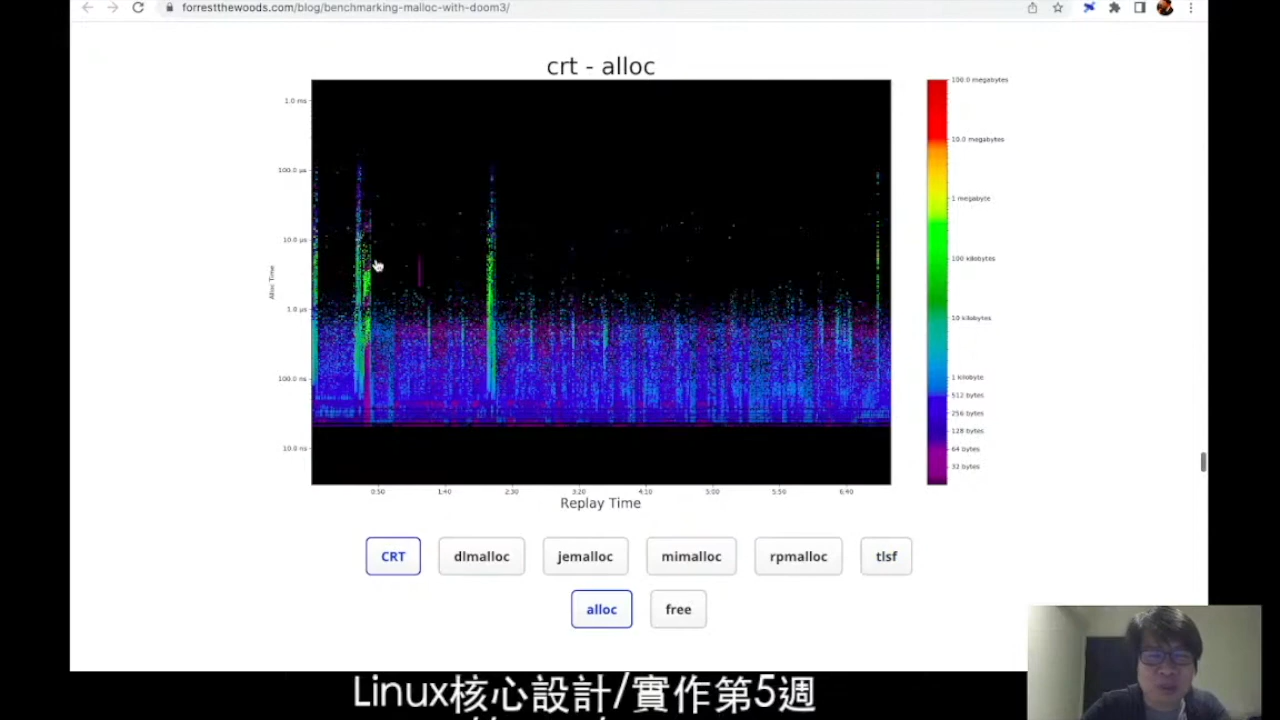 forrestthewoods.com/blog/benchmarking-malloc-with-doom3/
crt - alloc
100.0 megabytes
1.0 ms
10.0 megabytes
100.0 µs
1 megabyte
10.0 µs
100 kilobytes
Alloc Time
1.0 µs
10 kilobytes
100.0 ns
1 kilobyte
512 bytes
256 bytes
128 bytes
10.0 ns
64 bytes
32 bytes
0:50 1:40 2:30 3:20 4:10 5:00 5:50 6:40
Replay Time
CRT dlmalloc jemalloc mimalloc rpmalloc tlsf
alloc free
Linux核心設計/實作第5週